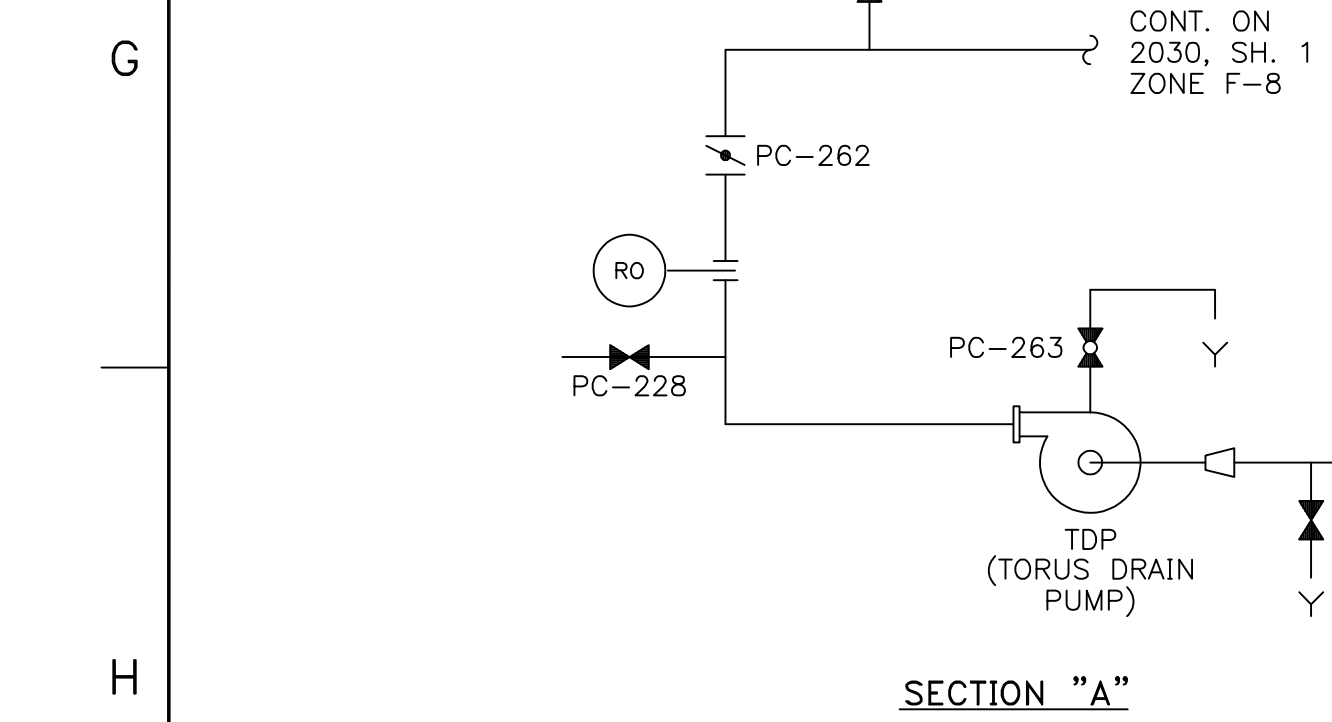 G
CONT. ON
2030, SH. 1
ZONE F-8
PC-262
RO
PC-263
PC-228
TDP
(TORUS DRAIN
PUMP)
H
SECTION "A"